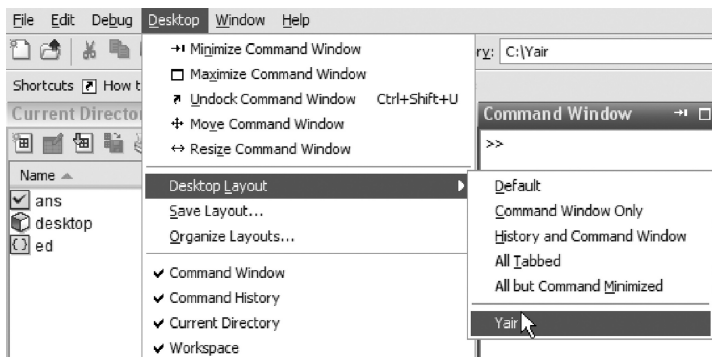 File Edit Debug Desktop Window Help
ry: C:\Yair
Shortcuts How t
Current Director
Name
ans
desktop
ed
Minimize Command Window
Maximize Command Window
Undock Command Window Ctrl+Shift+U
Move Command Window
Resize Command Window
Desktop Layout
Save Layout...
Organize Layouts...
Command Window
Command History
Current Directory
Workspace
Command Window
>>
Default
Command Window Only
History and Command Window
All Tabbed
All but Command Minimized
Yair